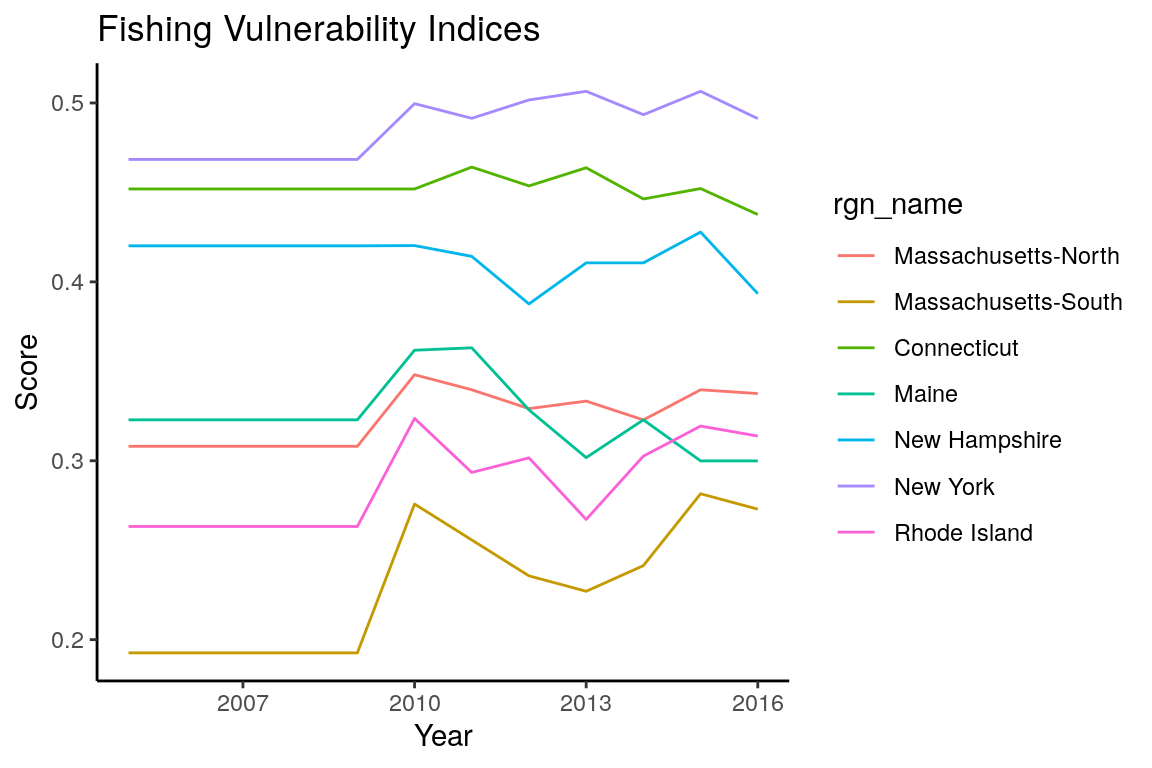 Fishing Vulnerability Indices
0.5
0.4
0.3
0.2
Score
2007 2010 2013 2016
Year
rgn_name
Massachusetts-North
Massachusetts-South
Connecticut
Maine
New Hampshire
New York
Rhode Island